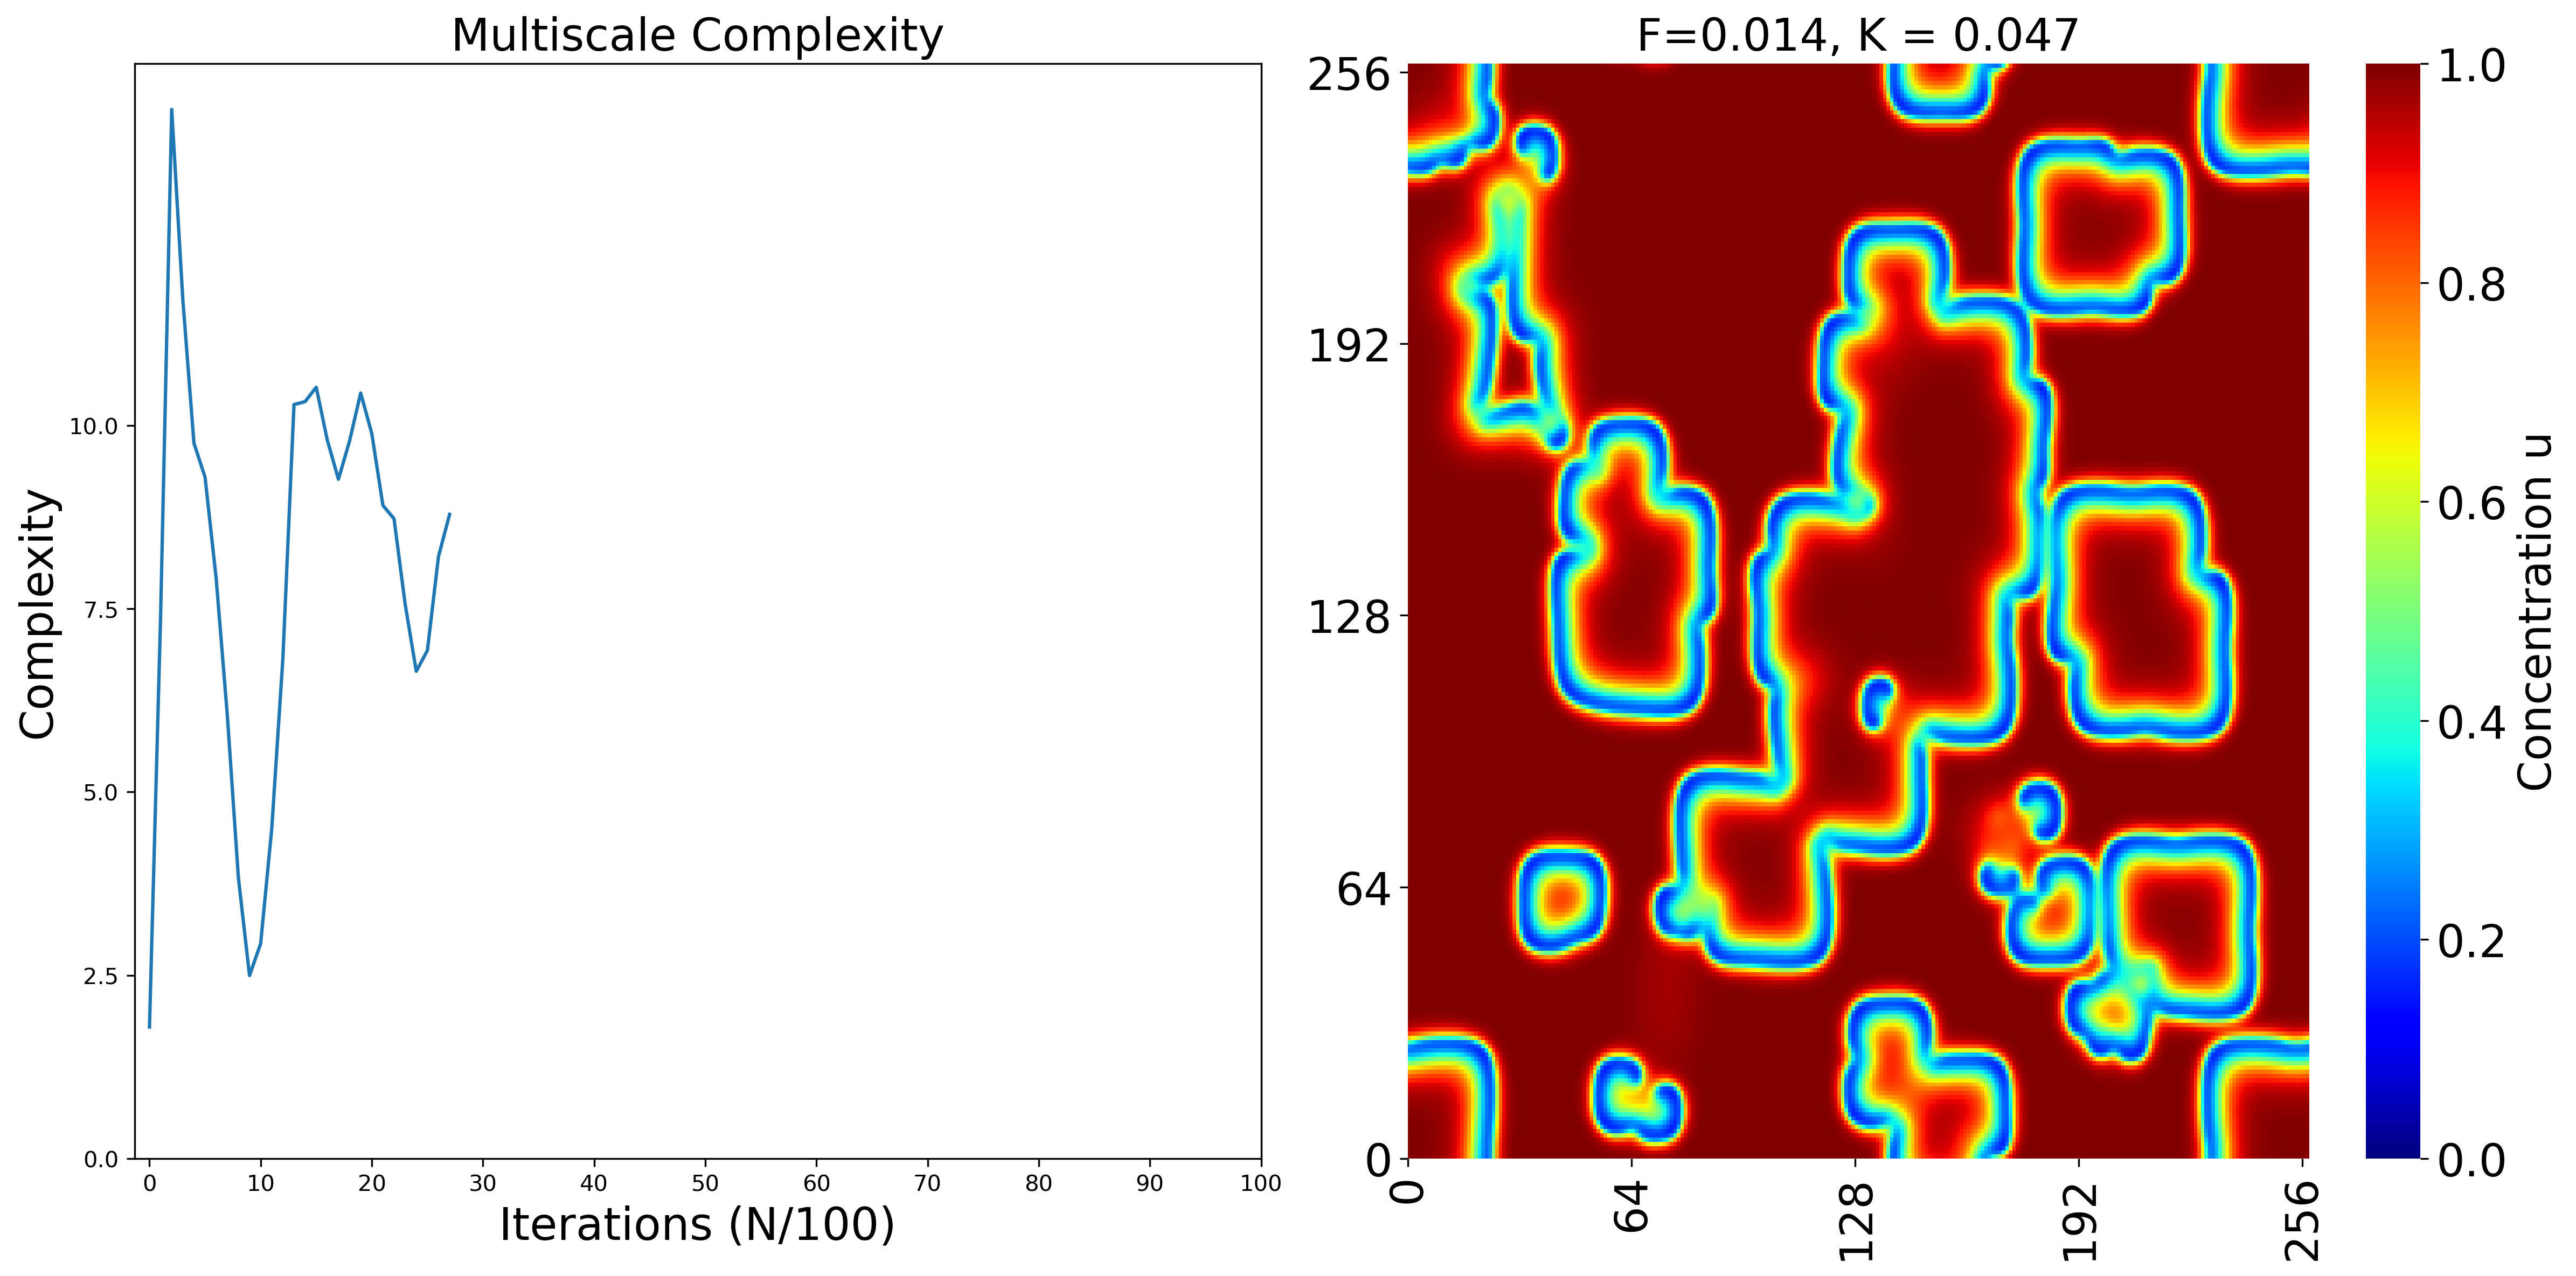 Multiscale Complexity
Complexity
10.0
7.5
5.0
2.5
0.0
0 10 20 30 40 50 60 70 80 90 100
Iterations (N/100)
F=0.014, K = 0.047
256
192
128
64
0
0 64 128 192 256
1.0
0.8
0.6
0.4
0.2
0.0
Concentration u